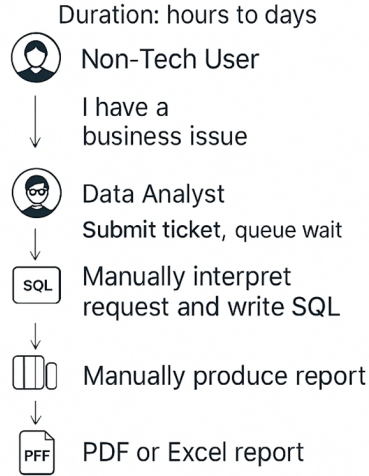 Duration: hours to days
Non-Tech User
I have a
business issue
Data Analyst
Submit ticket, queue wait
SQL
Manually interpret
request and write SQL
Manually produce report
PFF
PDF or Excel report